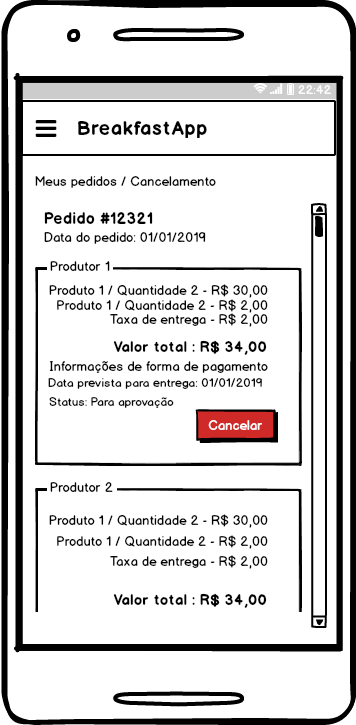 22:42
BreakfastApp
Meus pedidos / Cancelamento
Pedido #12321
Data do pedido: 01/01/2019
Produtor 1
Produto 1 / Quantidade 2 - R$ 30,00
Produto 1 / Quantidade 2 - R$ 2,00
Taxa de entrega - R$ 2,00
Valor total : R$ 34,00
Informações de forma de pagamento
Data prevista para entrega: 01/01/2019
Status: Para aprovação
Cancelar
Produtor 2
Produto 1 / Quantidade 2 - R$ 30,00
Produto 1 / Quantidade 2 - R$ 2,00
Taxa de entrega - R$ 2,00
Valor total : R$ 34,00